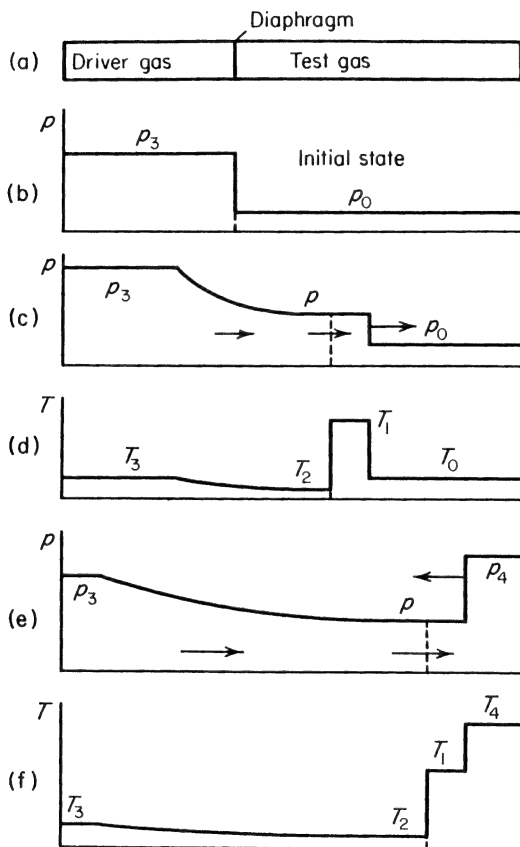 Diaphragm
(a) Driver gas Test gas
p
p₃
Initial state
(b) p₀
p
p₃ p
(c) p₀
T
(d) T₃ T₂ T₁ T₀
p
p₃ p p₄
(e)
T
T₄
T₁
(f)
T₃ T₂